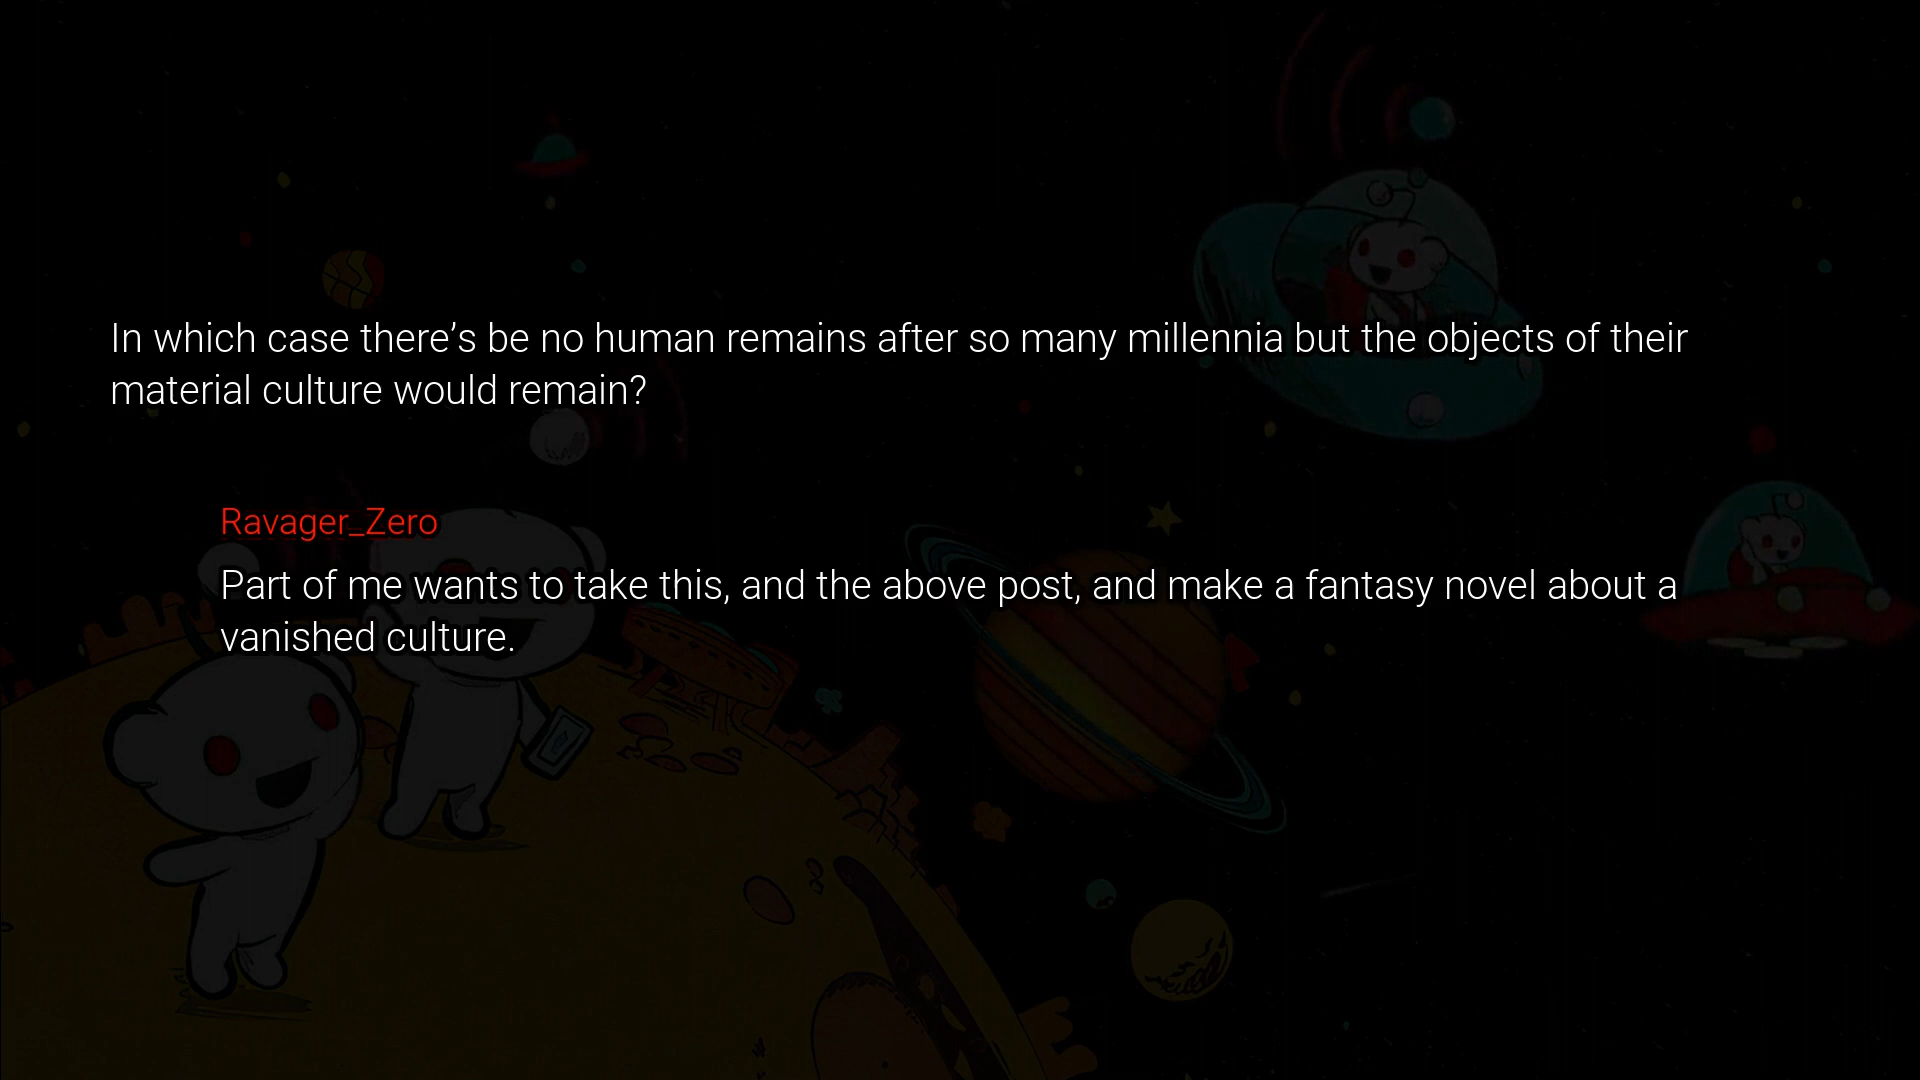 In which case there’s be no human remains after so many millennia but the objects of their
material culture would remain?
Ravager_Zero
Part of me wants to take this, and the above post, and make a fantasy novel about a
vanished culture.